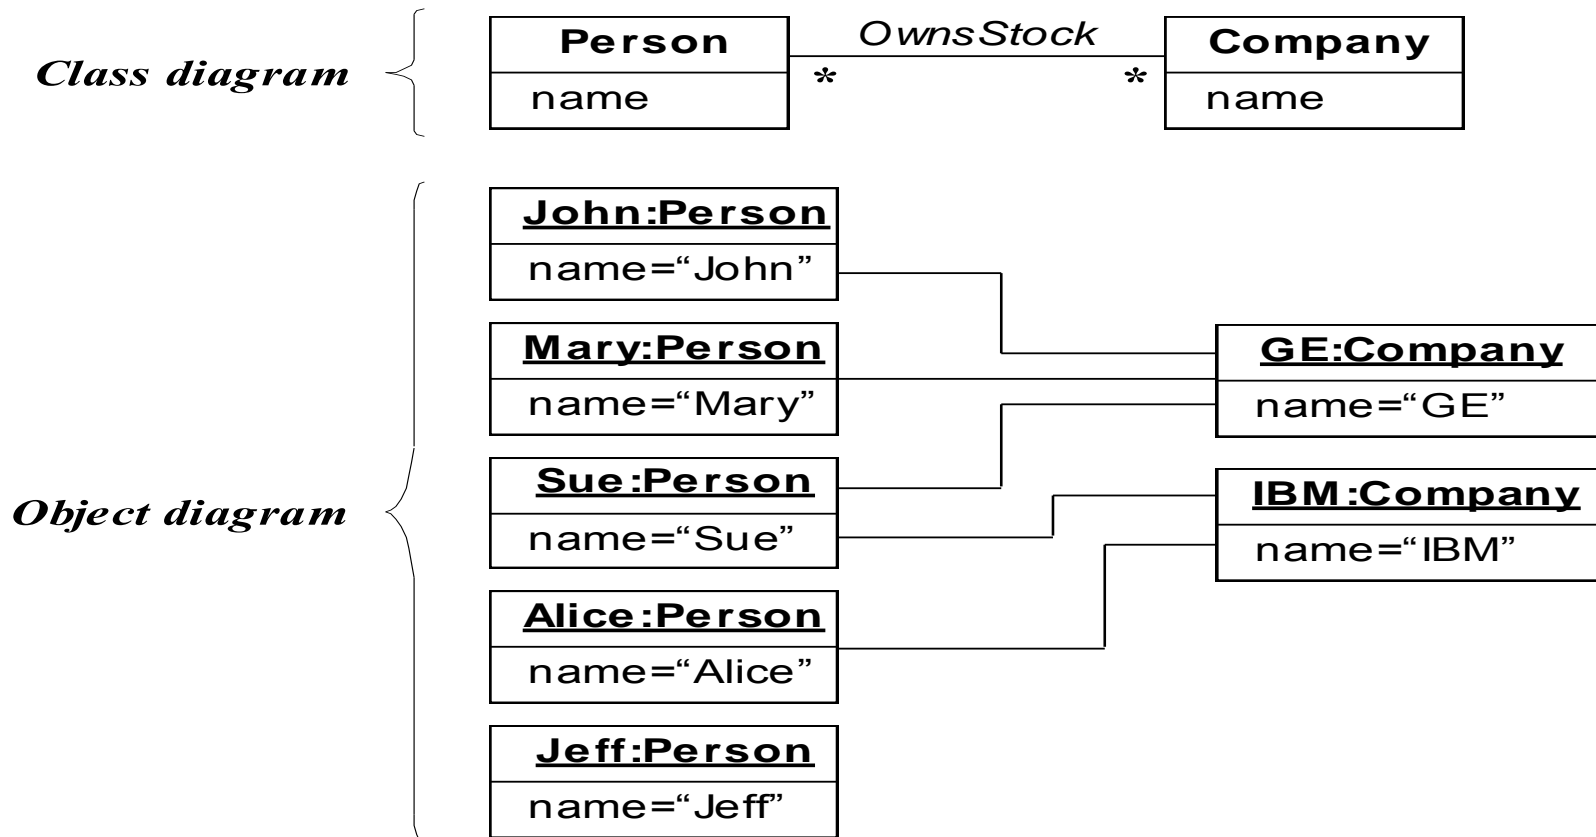 Class diagram
Person
name
OwnsStock
*
*
Company
name
Object diagram
John:Person
name=“John”
Mary:Person
name=“Mary”
Sue:Person
name=“Sue”
Alice:Person
name=“Alice”
Jeff:Person
name=“Jeff”
GE:Company
name=“GE”
IBM:Company
name=“IBM”